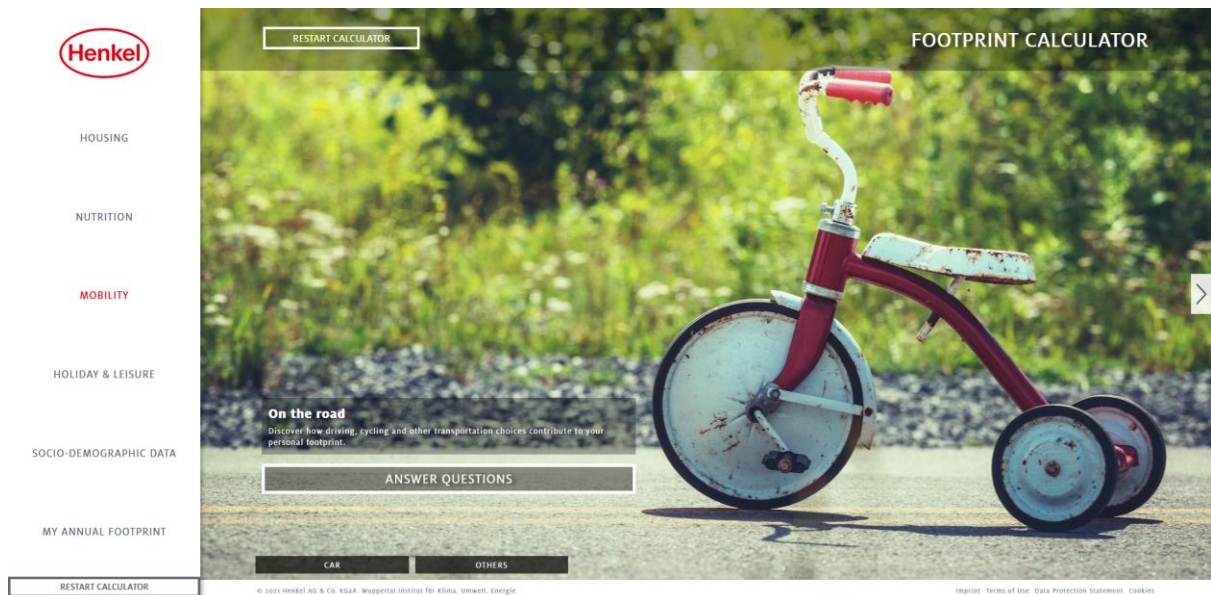 Henkel
HOUSING
NUTRITION
MOBILITY
HOLIDAY & LEISURE
SOCIO-DEMOGRAPHIC DATA
MY ANNUAL FOOTPRINT
RESTART CALCULATOR
RESTART CALCULATOR
FOOTPRINT CALCULATOR
On the road
Discover how driving, cycling and other transportation choices contribute to your
personal footprint.
ANSWER QUESTIONS
CAR
OTHERS
© 2021 Henkel AG & Co. KGaA, Wuppertal Institut für Klima, Umwelt, Energie
Imprint Terms of Use Data Protection Statement Cookies